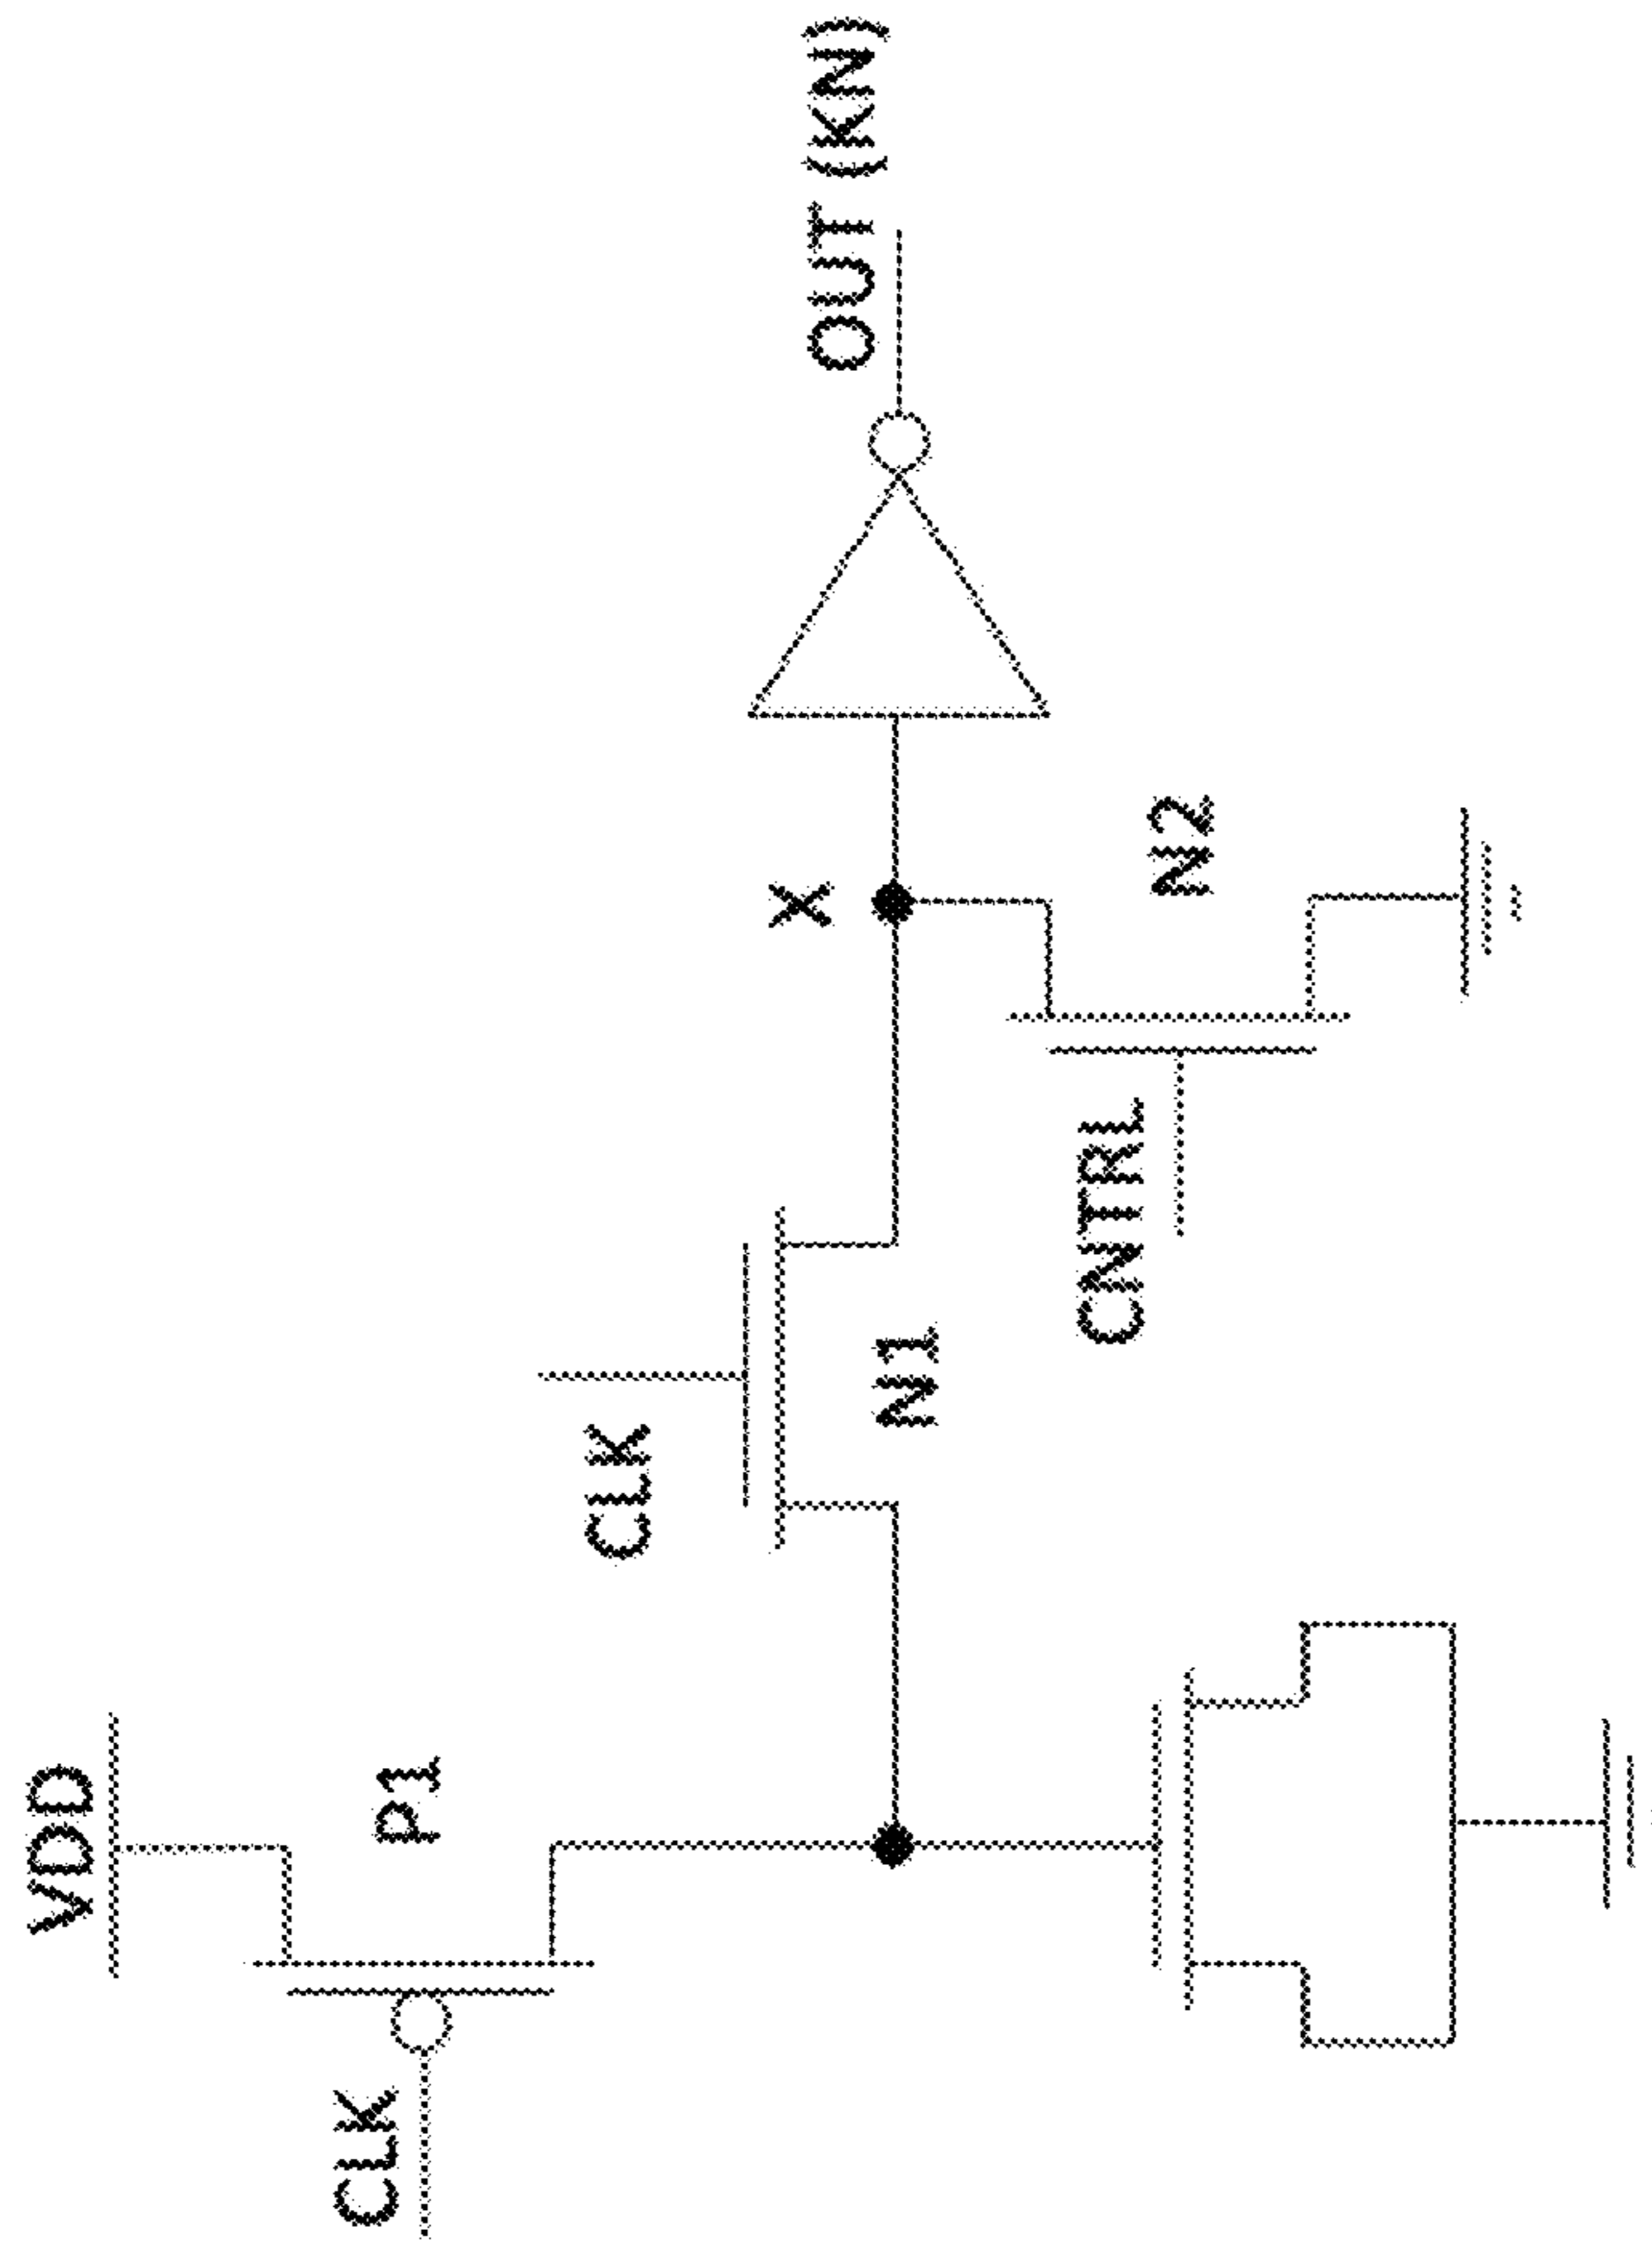 VDD
CLK
P1
CLK
N1
X
CNTRL
N2
OUT (KN)